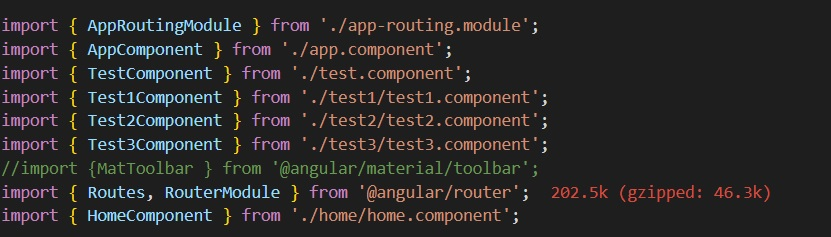 import { AppRoutingModule } from './app-routing.module';
import { AppComponent } from './app.component';
import { TestComponent } from './test.component';
import { Test1Component } from './test1/test1.component';
import { Test2Component } from './test2/test2.component';
import { Test3Component } from './test3/test3.component';
//import {MatToolbar } from '@angular/material/toolbar';
import { Routes, RouterModule } from '@angular/router'; 202.5k (gzipped: 46.3k)
import { HomeComponent } from './home/home.component';